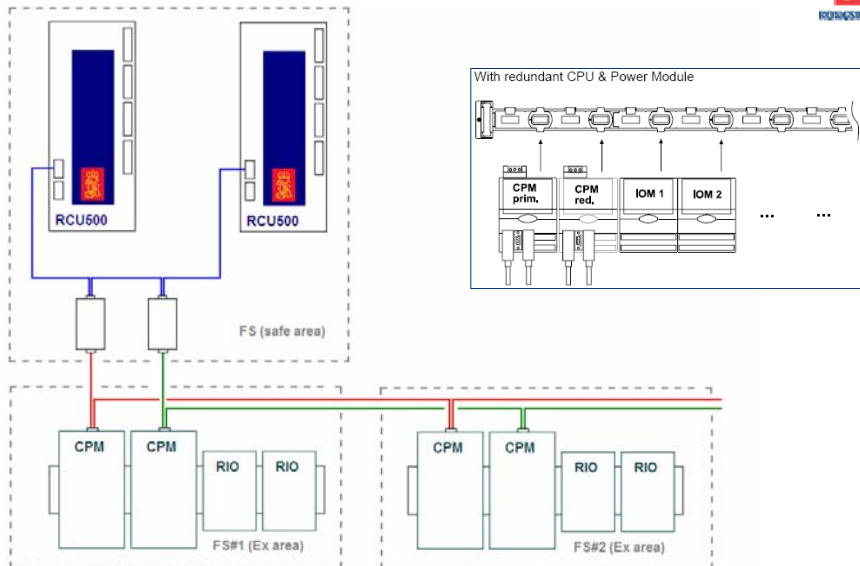 RCU500
RCU500
FS (safe area)
With redundant CPU & Power Module
CPM
prim.
CPM
red.
IOM 1
IOM 2
...
...
CPM
CPM
RIO
RIO
FS#1 (Ex area)
CPM
CPM
RIO
RIO
FS#2 (Ex area)